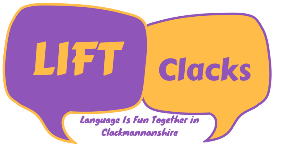 LIFT
Clacks
Language Is Fun Together in
Clackmannanshire